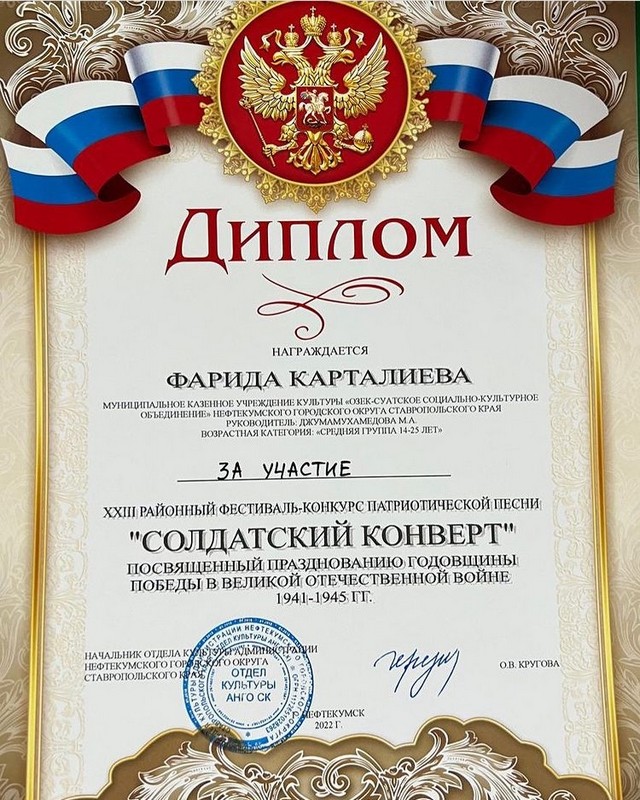 ДИПЛОМ
НАГРАЖДАЕТСЯ
ФАРИДА КАРТАЛИЕВА
МУНИЦИПАЛЬНОЕ КАЗЕННОЕ УЧРЕЖДЕНИЕ КУЛЬТУРЫ «ОЗЕК-СУАТСКОЕ СОЦИАЛЬНО-КУЛЬТУРНОЕ
ОБЪЕДИНЕНИЕ» НЕФТЕКУМСКОГО ГОРОДСКОГО ОКРУГА СТАВРОПОЛЬСКОГО КРАЯ
РУКОВОДИТЕЛЬ: ДЖУМАМУХАМЕДОВА М.А.
ВОЗРАСТНАЯ КАТЕГОРИЯ: «СРЕДНЯЯ ГРУППА 14-25 ЛЕТ»
ЗА УЧАСТИЕ
XXIII РАЙОННЫЙ ФЕСТИВАЛЬ-КОНКУРС ПАТРИОТИЧЕСКОЙ ПЕСНИ
"СОЛДАТСКИЙ КОНВЕРТ"
ПОСВЯЩЕННЫЙ ПРАЗДНОВАНИЮ ГОДОВЩИНЫ
ПОБЕДЫ В ВЕЛИКОЙ ОТЕЧЕСТВЕННОЙ ВОЙНЕ
1941-1945 ГГ.
НАЧАЛЬНИК ОТДЕЛА КУЛЬТУРЫ АДМИНИСТРАЦИИ
НЕФТЕКУМСКОГО ГОРОДСКОГО ОКРУГА
СТАВРОПОЛЬСКОГО КРАЯ
О.В. КРУГОВА
ОТДЕЛ
КУЛЬТУРЫ
АНГО СК
НЕФТЕКУМСК
2022 Г.